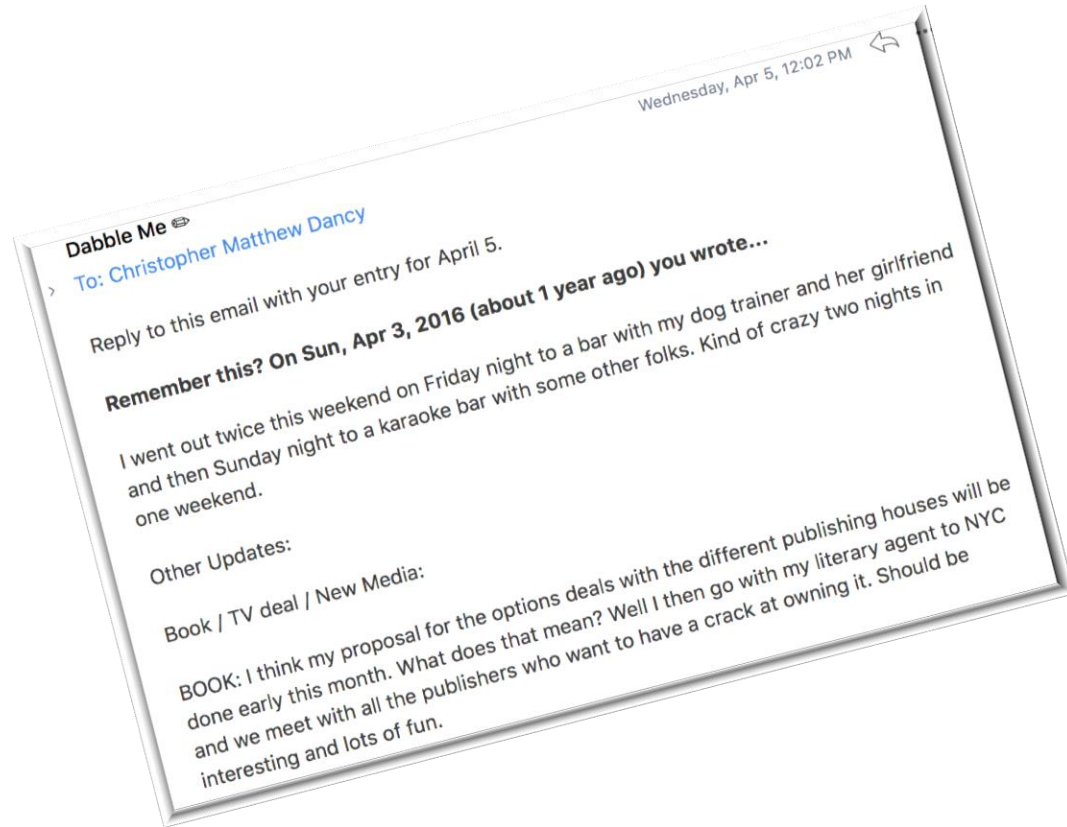 Wednesday, Apr 5, 12:02 PM
Dabble Me ✏
To: Christopher Matthew Dancy
Reply to this email with your entry for April 5.
Remember this? On Sun, Apr 3, 2016 (about 1 year ago) you wrote...
I went out twice this weekend on Friday night to a bar with my dog trainer and her girlfriend
and then Sunday night to a karaoke bar with some other folks. Kind of crazy two nights in
one weekend.
Other Updates:
Book / TV deal / New Media:
BOOK: I think my proposal for the options deals with the different publishing houses will be
done early this month. What does that mean? Well I then go with my literary agent to NYC
and we meet with all the publishers who want to have a crack at owning it. Should be
interesting and lots of fun.